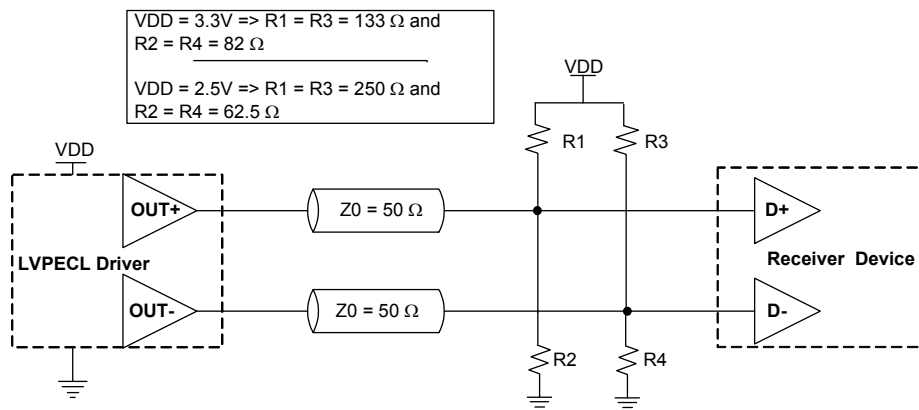 VDD = 3.3V => R1 = R3 = 133 Ω and
R2 = R4 = 82 Ω
VDD = 2.5V => R1 = R3 = 250 Ω and
R2 = R4 = 62.5 Ω
VDD
R1
R3
VDD
OUT+
Z0 = 50 Ω
D+
LVPECL Driver
Receiver Device
OUT-
Z0 = 50 Ω
D-
R2
R4